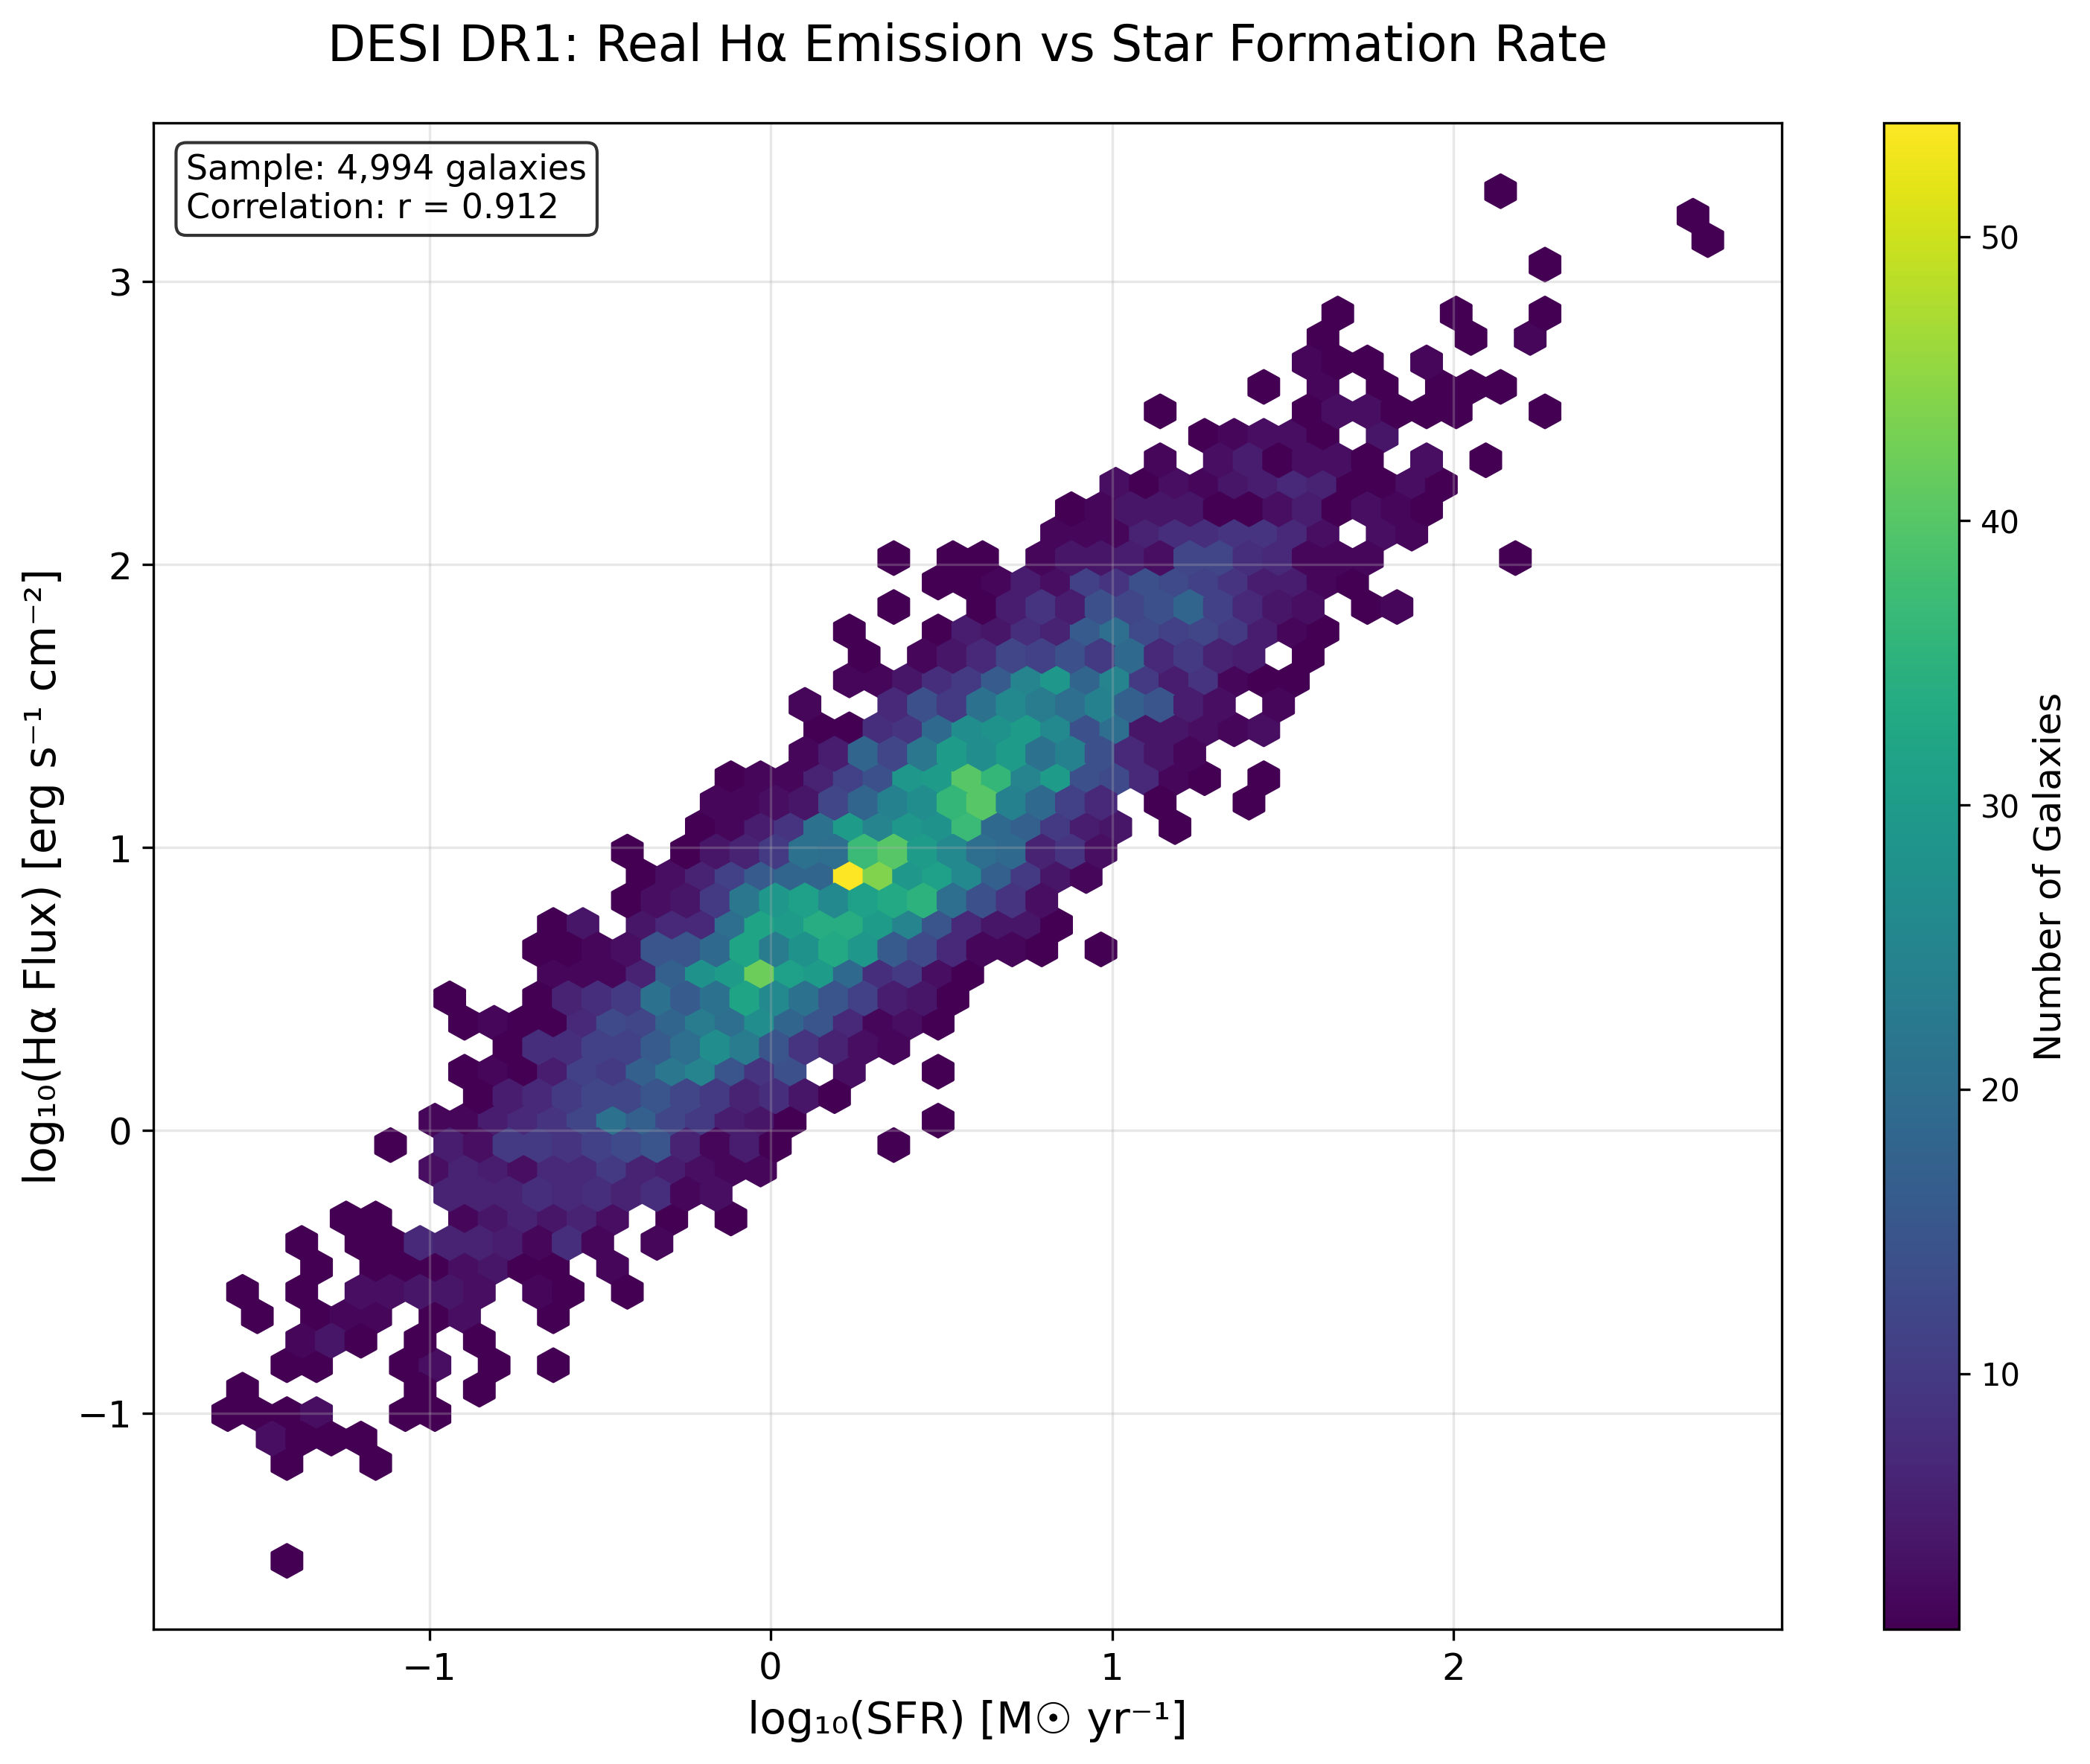 DESI DR1: Real Hα Emission vs Star Formation Rate
Sample: 4,994 galaxies
Correlation: r = 0.912
log₁₀(Hα Flux) [erg s⁻¹ cm⁻²]
3
2
1
0
−1
−1
0
1
2
log₁₀(SFR) [M☉ yr⁻¹]
50
40
30
20
10
Number of Galaxies